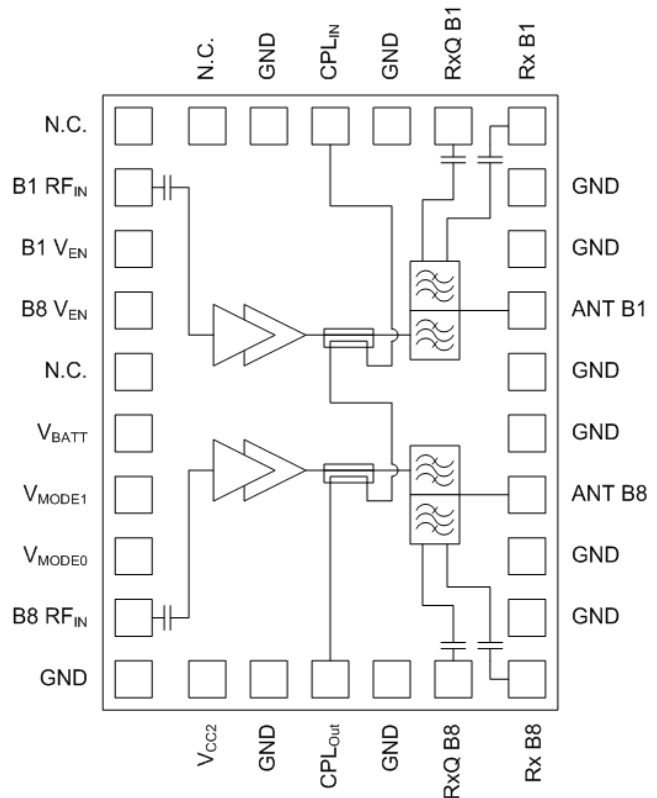 N.C.
GND
CPLIN
GND
RxQ B1
Rx B1
N.C.
B1 RFIN
GND
B1 VEN
GND
B8 VEN
ANT B1
N.C.
GND
VBATT
GND
VMODE1
ANT B8
VMODE0
GND
B8 RFIN
GND
GND
VCC2
GND
CPLOut
GND
RxQ B8
Rx B8